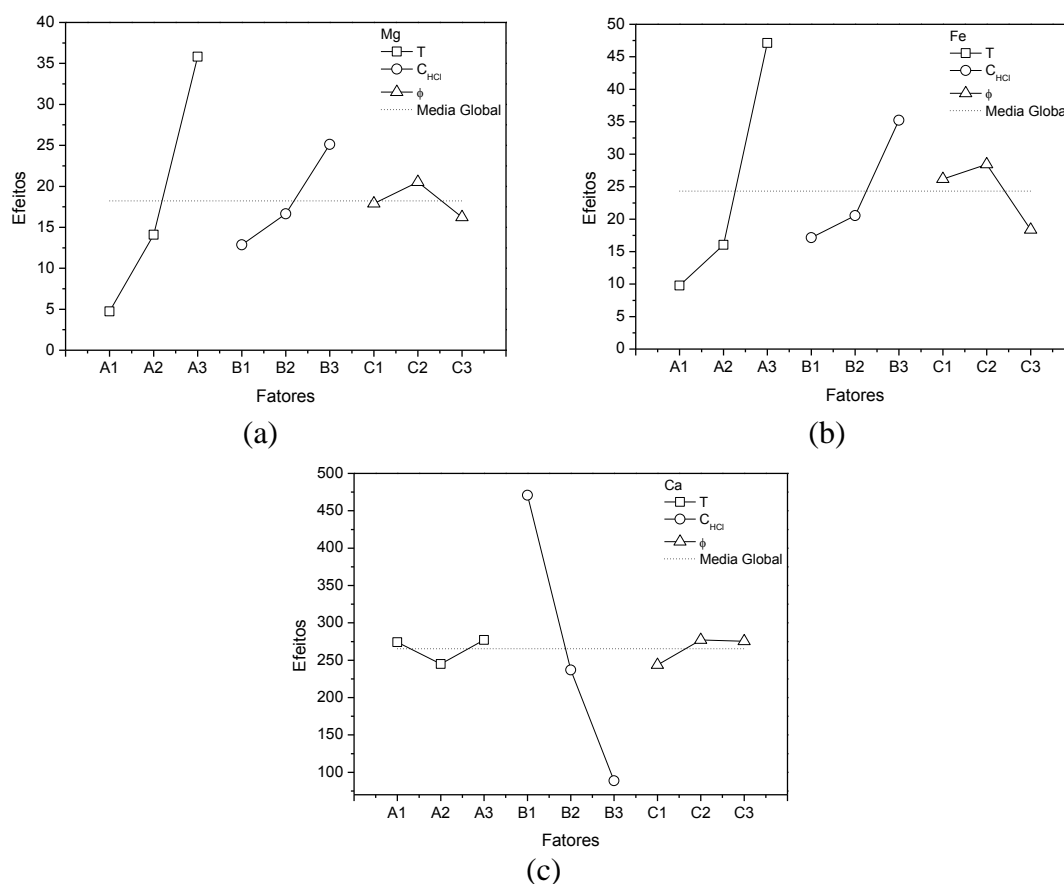 Mg
T
C_HCl
ϕ
Media Global
40
35
30
25
20
15
10
5
0
Efeitos
A1 A2 A3 B1 B2 B3 C1 C2 C3
Fatores
(a)
Fe
T
C_HCl
ϕ
Media Global
50
45
40
35
30
25
20
15
10
5
0
Efeitos
A1 A2 A3 B1 B2 B3 C1 C2 C3
Fatores
(b)
Ca
T
C_HCl
ϕ
Media Global
500
450
400
350
300
250
200
150
100
Efeitos
A1 A2 A3 B1 B2 B3 C1 C2 C3
Fatores
(c)